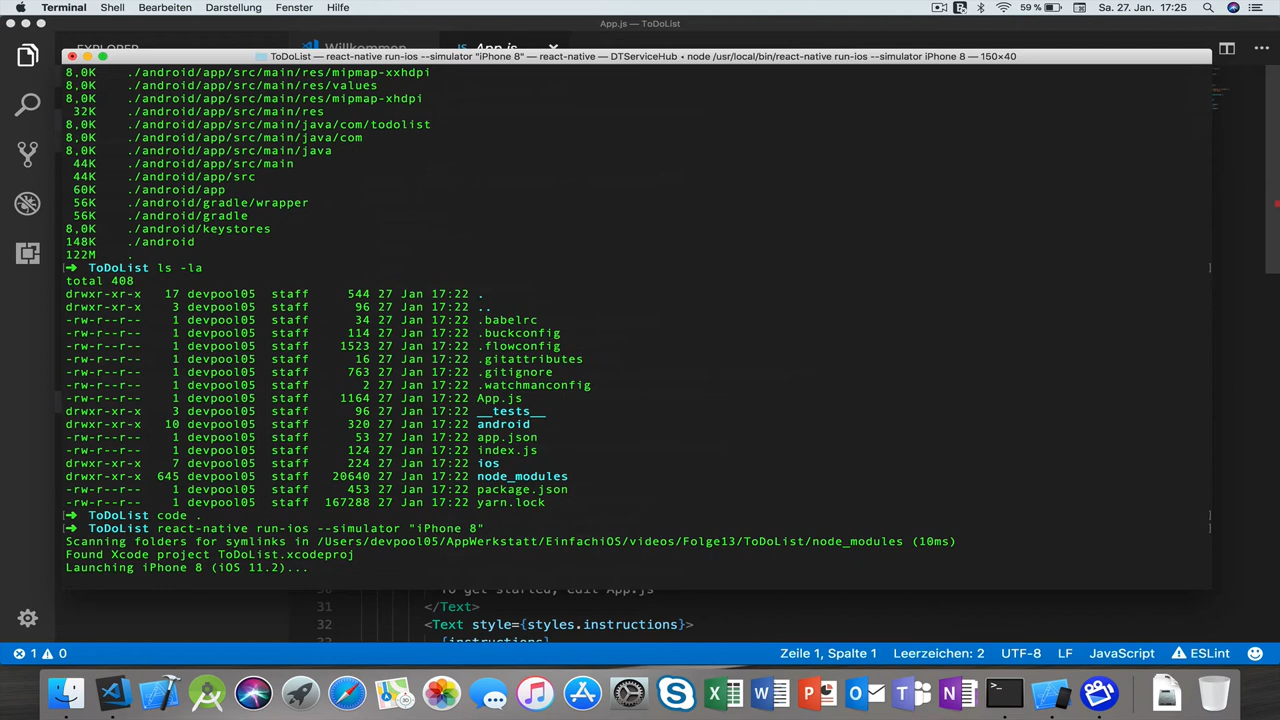 Terminal Shell Bearbeiten Darstellung Fenster Hilfe 59 % Sa. 27. Jan. 17:25
App.js — ToDoList
EXPLORER Willkommen App.js
ToDoList — react-native run-ios --simulator "iPhone 8" — react-native — DTServiceHub ◂ node /usr/local/bin/react-native run-ios --simulator iPhone 8 — 150×40
8,0K ./android/app/src/main/res/mipmap-xxhdpi
8,0K ./android/app/src/main/res/values
8,0K ./android/app/src/main/res/mipmap-xhdpi
32K ./android/app/src/main/res
8,0K ./android/app/src/main/java/com/todolist
8,0K ./android/app/src/main/java/com
8,0K ./android/app/src/main/java
44K ./android/app/src/main
44K ./android/app/src
60K ./android/app
56K ./android/gradle/wrapper
56K ./android/gradle
8,0K ./android/keystores
148K ./android
122M .
➜ ToDoList ls -la
total 408
drwxr-xr-x 17 devpool05 staff 544 27 Jan 17:22 .
drwxr-xr-x 3 devpool05 staff 96 27 Jan 17:22 ..
-rw-r--r-- 1 devpool05 staff 34 27 Jan 17:22 .babelrc
-rw-r--r-- 1 devpool05 staff 114 27 Jan 17:22 .buckconfig
-rw-r--r-- 1 devpool05 staff 1523 27 Jan 17:22 .flowconfig
-rw-r--r-- 1 devpool05 staff 16 27 Jan 17:22 .gitattributes
-rw-r--r-- 1 devpool05 staff 763 27 Jan 17:22 .gitignore
-rw-r--r-- 1 devpool05 staff 2 27 Jan 17:22 .watchmanconfig
-rw-r--r-- 1 devpool05 staff 1164 27 Jan 17:22 App.js
drwxr-xr-x 3 devpool05 staff 96 27 Jan 17:22 __tests__
drwxr-xr-x 10 devpool05 staff 320 27 Jan 17:22 android
-rw-r--r-- 1 devpool05 staff 53 27 Jan 17:22 app.json
-rw-r--r-- 1 devpool05 staff 124 27 Jan 17:22 index.js
drwxr-xr-x 7 devpool05 staff 224 27 Jan 17:22 ios
drwxr-xr-x 645 devpool05 staff 20640 27 Jan 17:22 node_modules
-rw-r--r-- 1 devpool05 staff 453 27 Jan 17:22 package.json
-rw-r--r-- 1 devpool05 staff 167288 27 Jan 17:22 yarn.lock
➜ ToDoList code .
➜ ToDoList react-native run-ios --simulator "iPhone 8"
Scanning folders for symlinks in /Users/devpool05/AppWerkstatt/EinfachiOS/videos/Folge13/ToDoList/node_modules (10ms)
Found Xcode project ToDoList.xcodeproj
Launching iPhone 8 (iOS 11.2)...
30 To get started, edit App.js
31 </Text>
32 <Text style={styles.instructions}>
33 {instructions}
1 0 Zeile 1, Spalte 1 Leerzeichen: 2 UTF-8 LF JavaScript ESLint